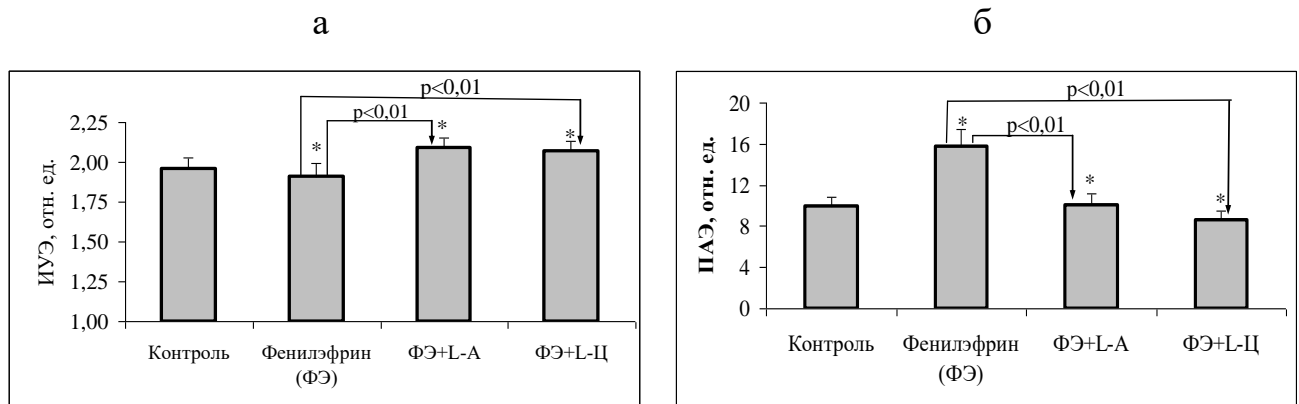 а
ИУЭ, отн. ед.
2,25
2,00
1,75
1,50
1,25
1,00
p<0,01
p<0,01
*
*
*
Контроль
Фенилэфрин
(ФЭ)
ФЭ+L-А
ФЭ+L-Ц
б
ПАЭ, отн. ед.
20
16
12
8
4
0
p<0,01
p<0,01
*
*
*
Контроль
Фенилэфрин
(ФЭ)
ФЭ+L-А
ФЭ+L-Ц